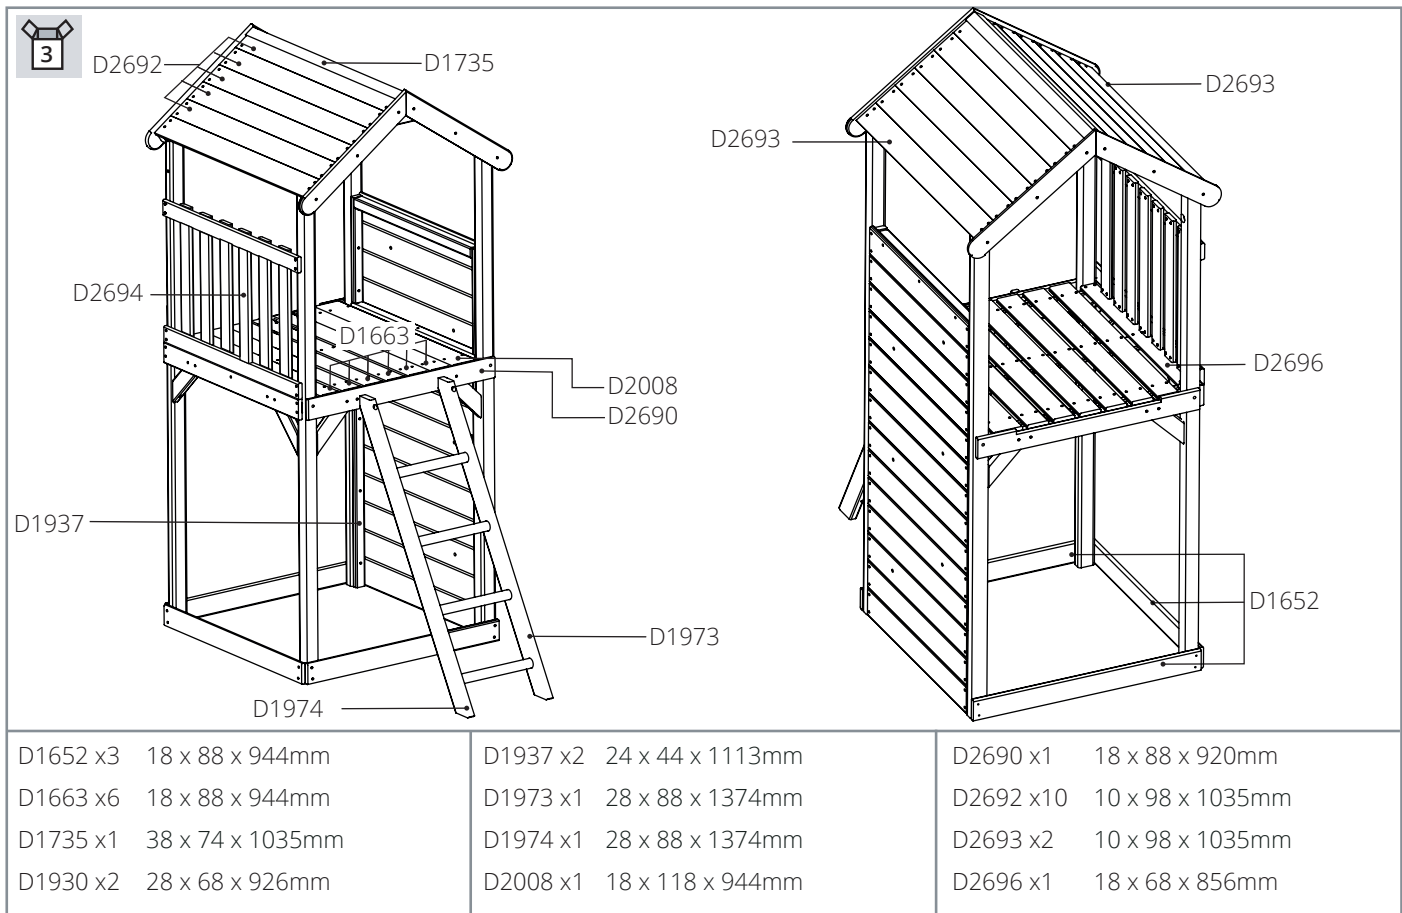 3
D2692
D1735
D2693
D2693
D2694
D1663
D2008
D2690
D2696
D1937
D1652
D1973
D1974
D1652 x3 18 x 88 x 944mm
D1663 x6 18 x 88 x 944mm
D1735 x1 38 x 74 x 1035mm
D1930 x2 28 x 68 x 926mm
D1937 x2 24 x 44 x 1113mm
D1973 x1 28 x 88 x 1374mm
D1974 x1 28 x 88 x 1374mm
D2008 x1 18 x 118 x 944mm
D2690 x1 18 x 88 x 920mm
D2692 x10 10 x 98 x 1035mm
D2693 x2 10 x 98 x 1035mm
D2696 x1 18 x 68 x 856mm